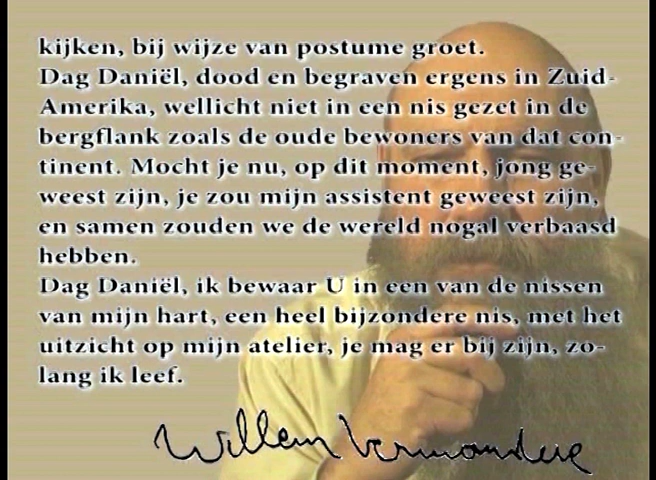 kijken, bij wijze van postume groet.
Dag Daniël, dood en begraven ergens in Zuid-
Amerika, wellicht niet in een nis gezet in de
bergflank zoals de oude bewoners van dat con-
tinent. Mocht je nu, op dit moment, jong ge-
weest zijn, je zou mijn assistent geweest zijn,
en samen zouden we de wereld nogal verbaasd
hebben.
Dag Daniël, ik bewaar U in een van de nissen
van mijn hart, een heel bijzondere nis, met het
uitzicht op mijn atelier, je mag er bij zijn, zo-
lang ik leef.
Willem Vermandere